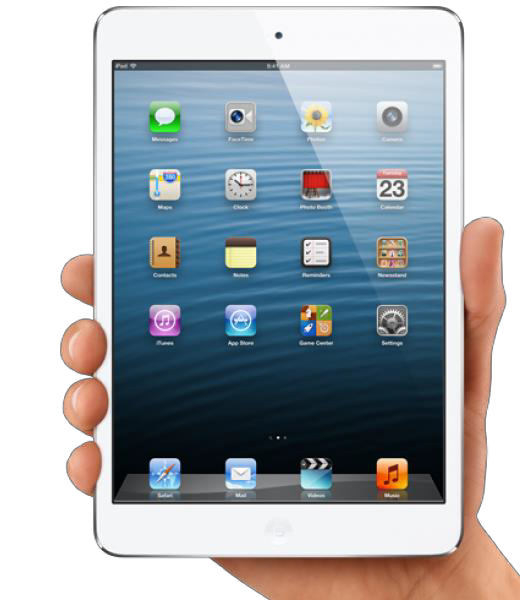 iPad 9:41 AM
Messages FaceTime Photos Camera
280
Tuesday
23
Maps Clock Photo Booth Calendar
Contacts Notes Reminders Newsstand
iTunes App Store Game Center Settings
Safari Mail Videos Music